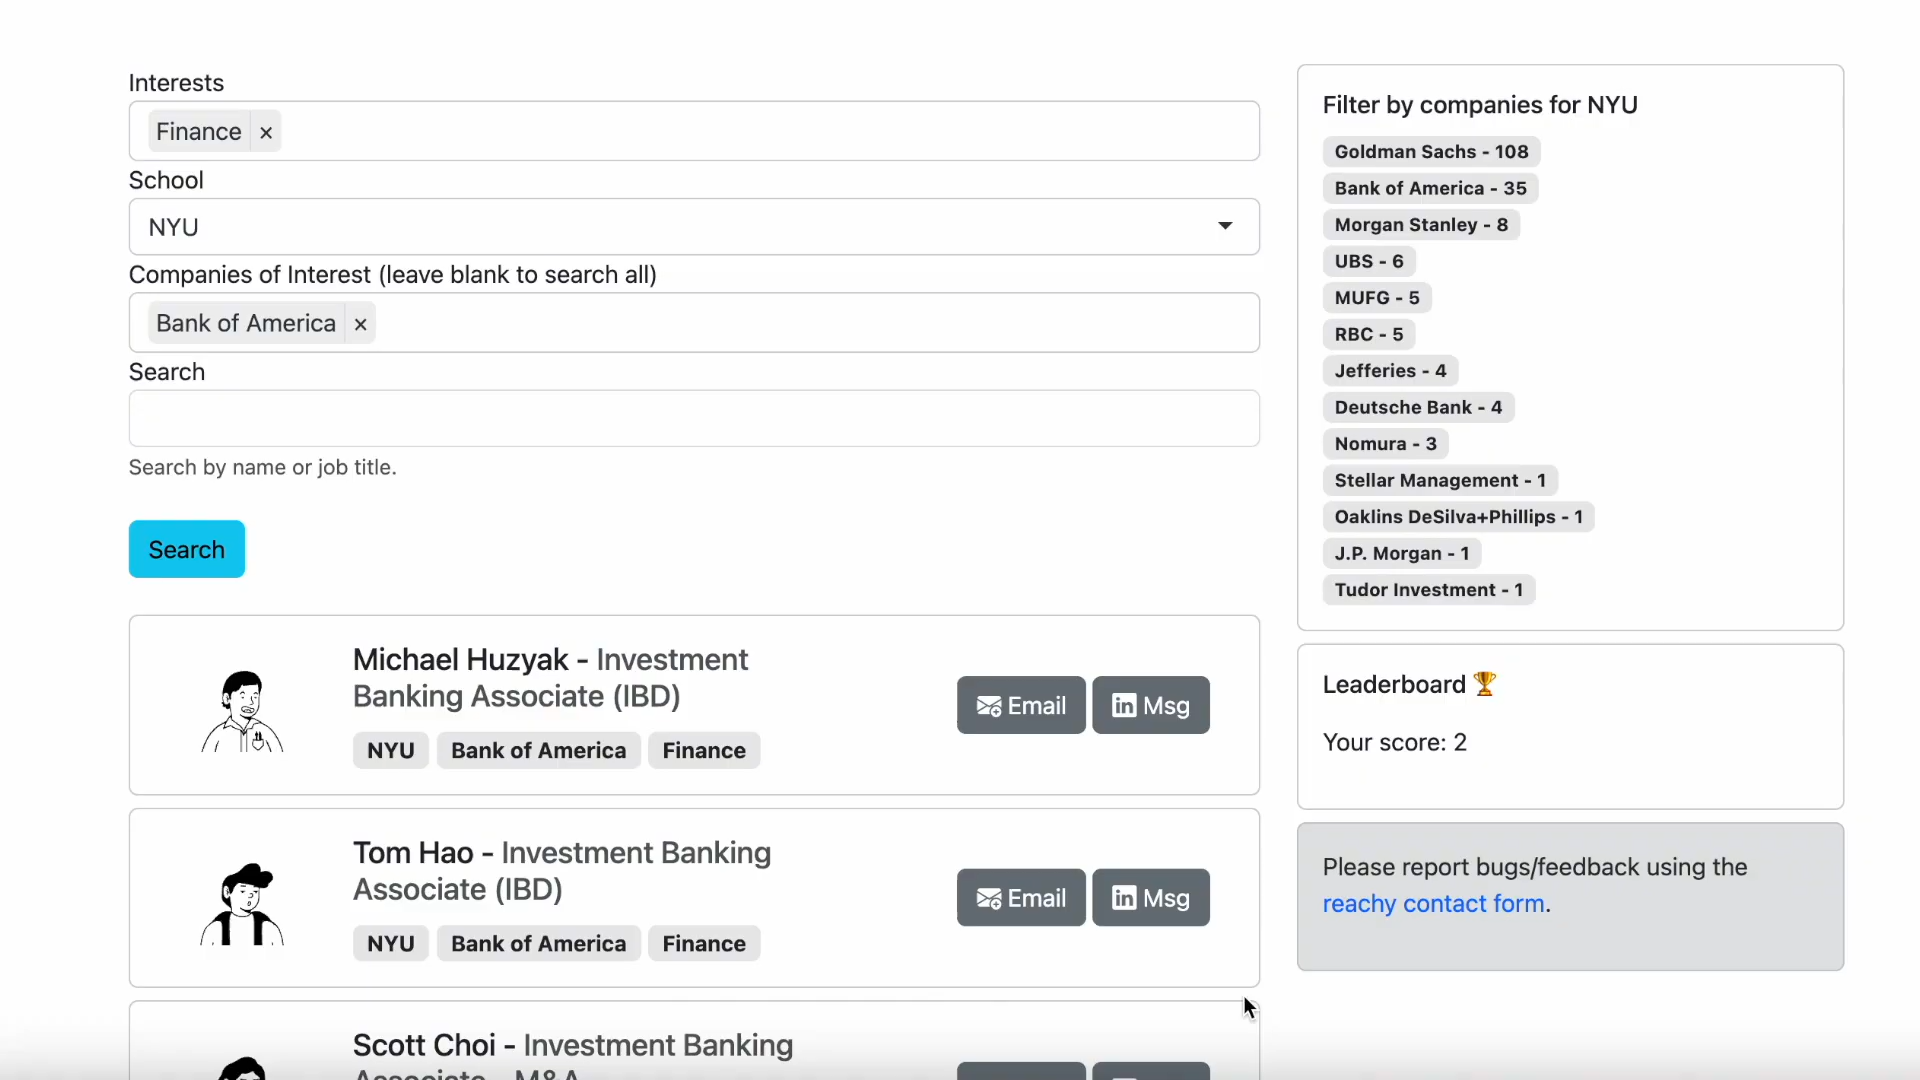 Interests
Finance ×
School
NYU
Companies of Interest (leave blank to search all)
Bank of America ×
Search
Search by name or job title.
Search
Michael Huzyak - Investment
Banking Associate (IBD)
NYU Bank of America Finance
Email Msg
Tom Hao - Investment Banking
Associate (IBD)
NYU Bank of America Finance
Email Msg
Scott Choi - Investment Banking
Associate - M&A
Filter by companies for NYU
Goldman Sachs - 108
Bank of America - 35
Morgan Stanley - 8
UBS - 6
MUFG - 5
RBC - 5
Jefferies - 4
Deutsche Bank - 4
Nomura - 3
Stellar Management - 1
Oaklins DeSilva+Phillips - 1
J.P. Morgan - 1
Tudor Investment - 1
Leaderboard 🏆
Your score: 2
Please report bugs/feedback using the
reachy contact form.